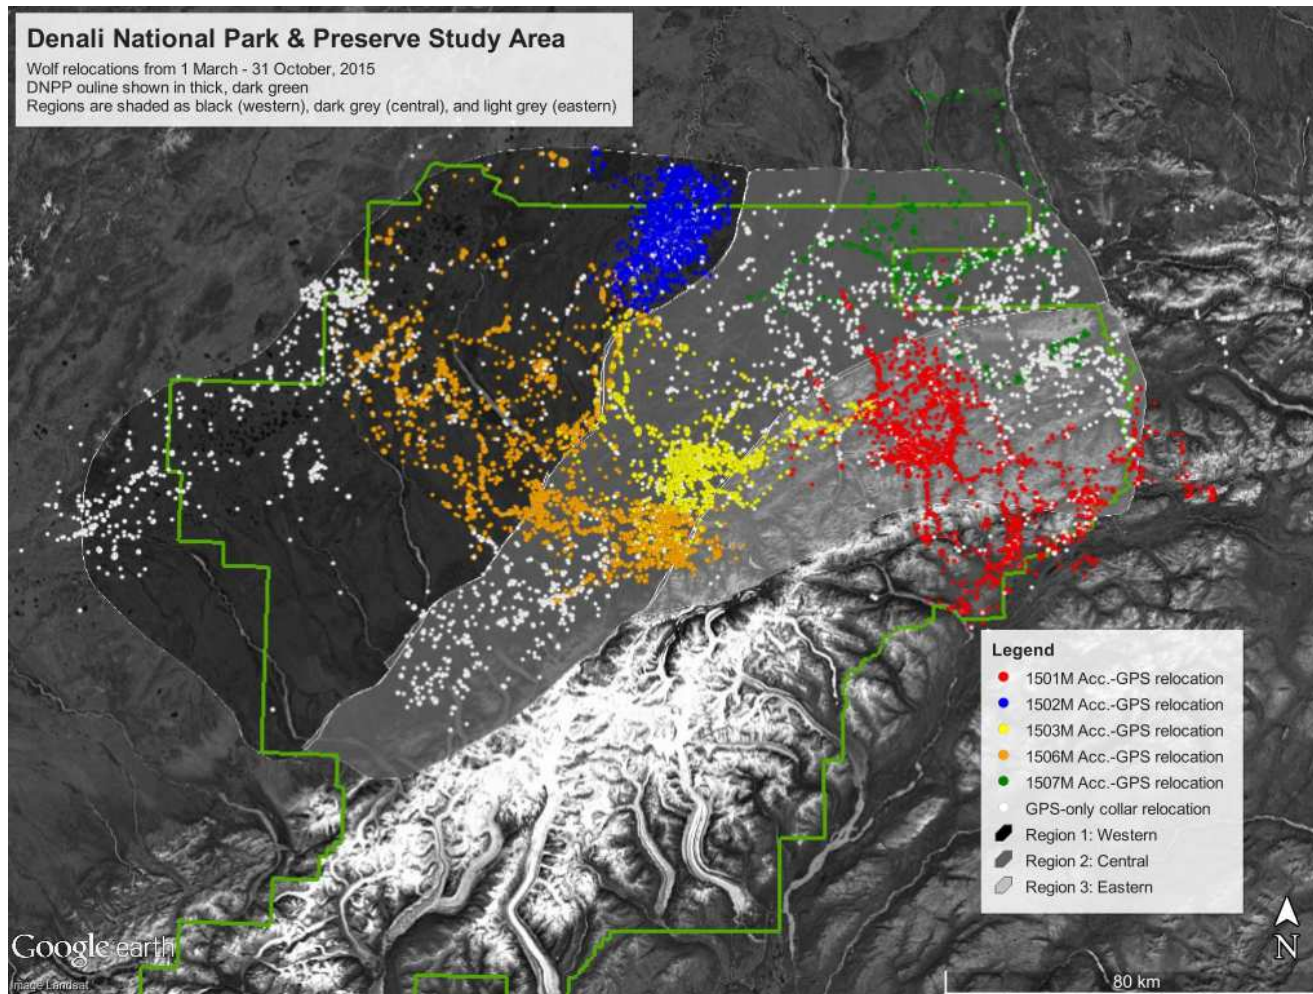 Denali National Park & Preserve Study Area
Wolf relocations from 1 March - 31 October, 2015
DNPP ouline shown in thick, dark green
Regions are shaded as black (western), dark grey (central), and light grey (eastern)
Legend
1501M Acc.-GPS relocation
1502M Acc.-GPS relocation
1503M Acc.-GPS relocation
1506M Acc.-GPS relocation
1507M Acc.-GPS relocation
GPS-only collar relocation
Region 1: Western
Region 2: Central
Region 3: Eastern
N
Google earth
Image Landsat
80 km